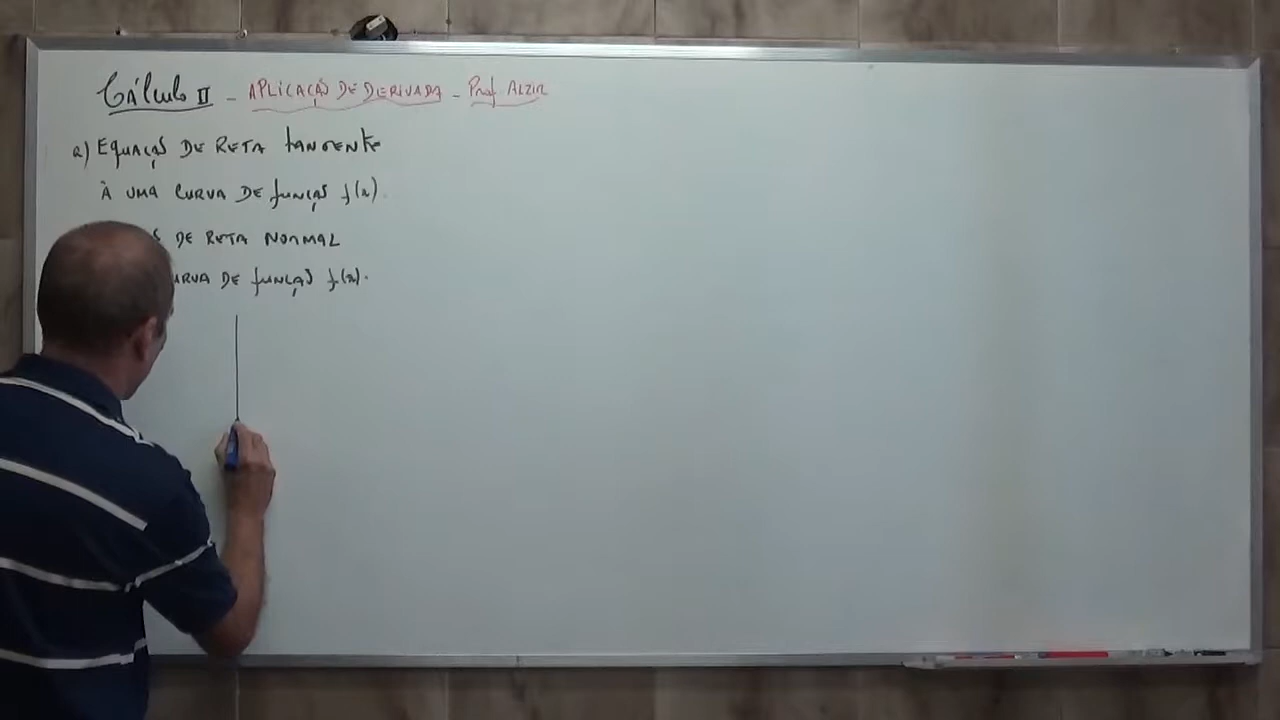 Cálculo II - APLICAÇÃO DE DERIVADA - Prof ALZIR
a) EQUAÇÃO DE RETA TANGENTE
À UMA CURVA DE FUNÇÃO f(x).
DE RETA NORMAL
DE FUNÇÃO f(x).